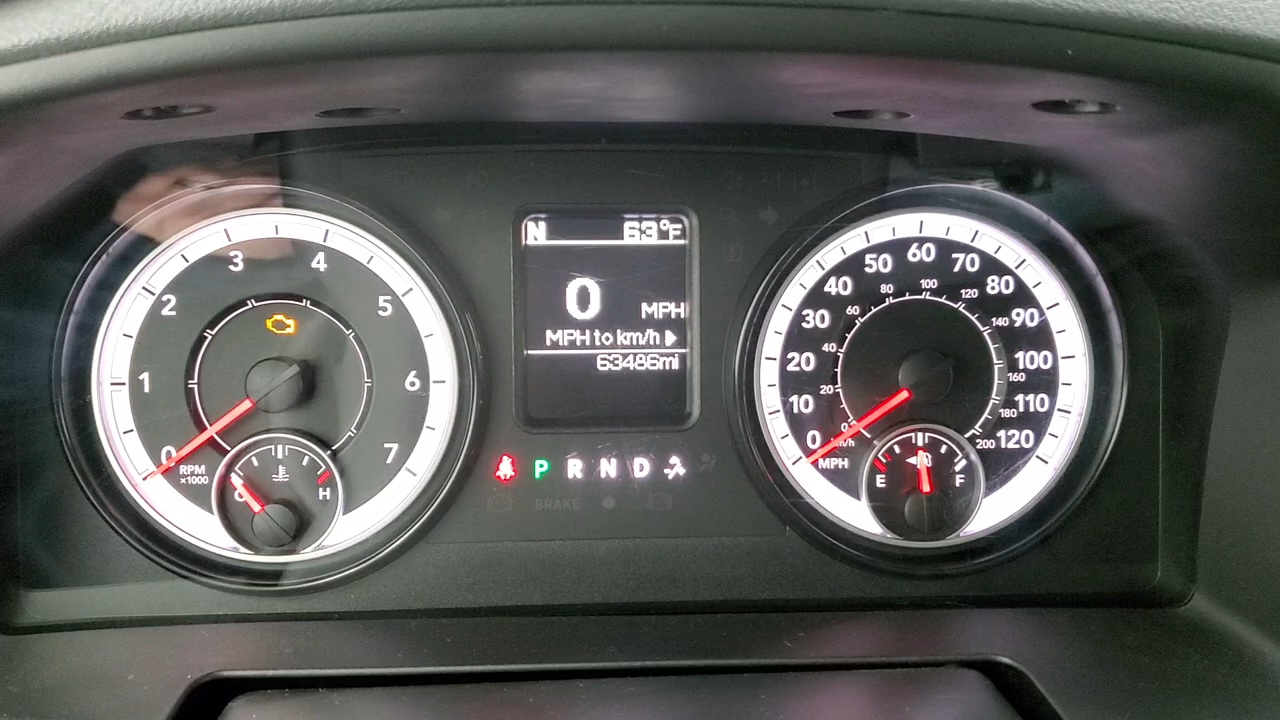 N 63°F
0 MPH
MPH to km/h
63486mi
P R N D
BRAKE
0 1 2 3 4 5 6 7
RPM
x1000
H
0 10 20 30 40 50 60 70 80 90 100 110 120
MPH
0 20 40 60 80 100 120 140 160 180 200
km/h
E F